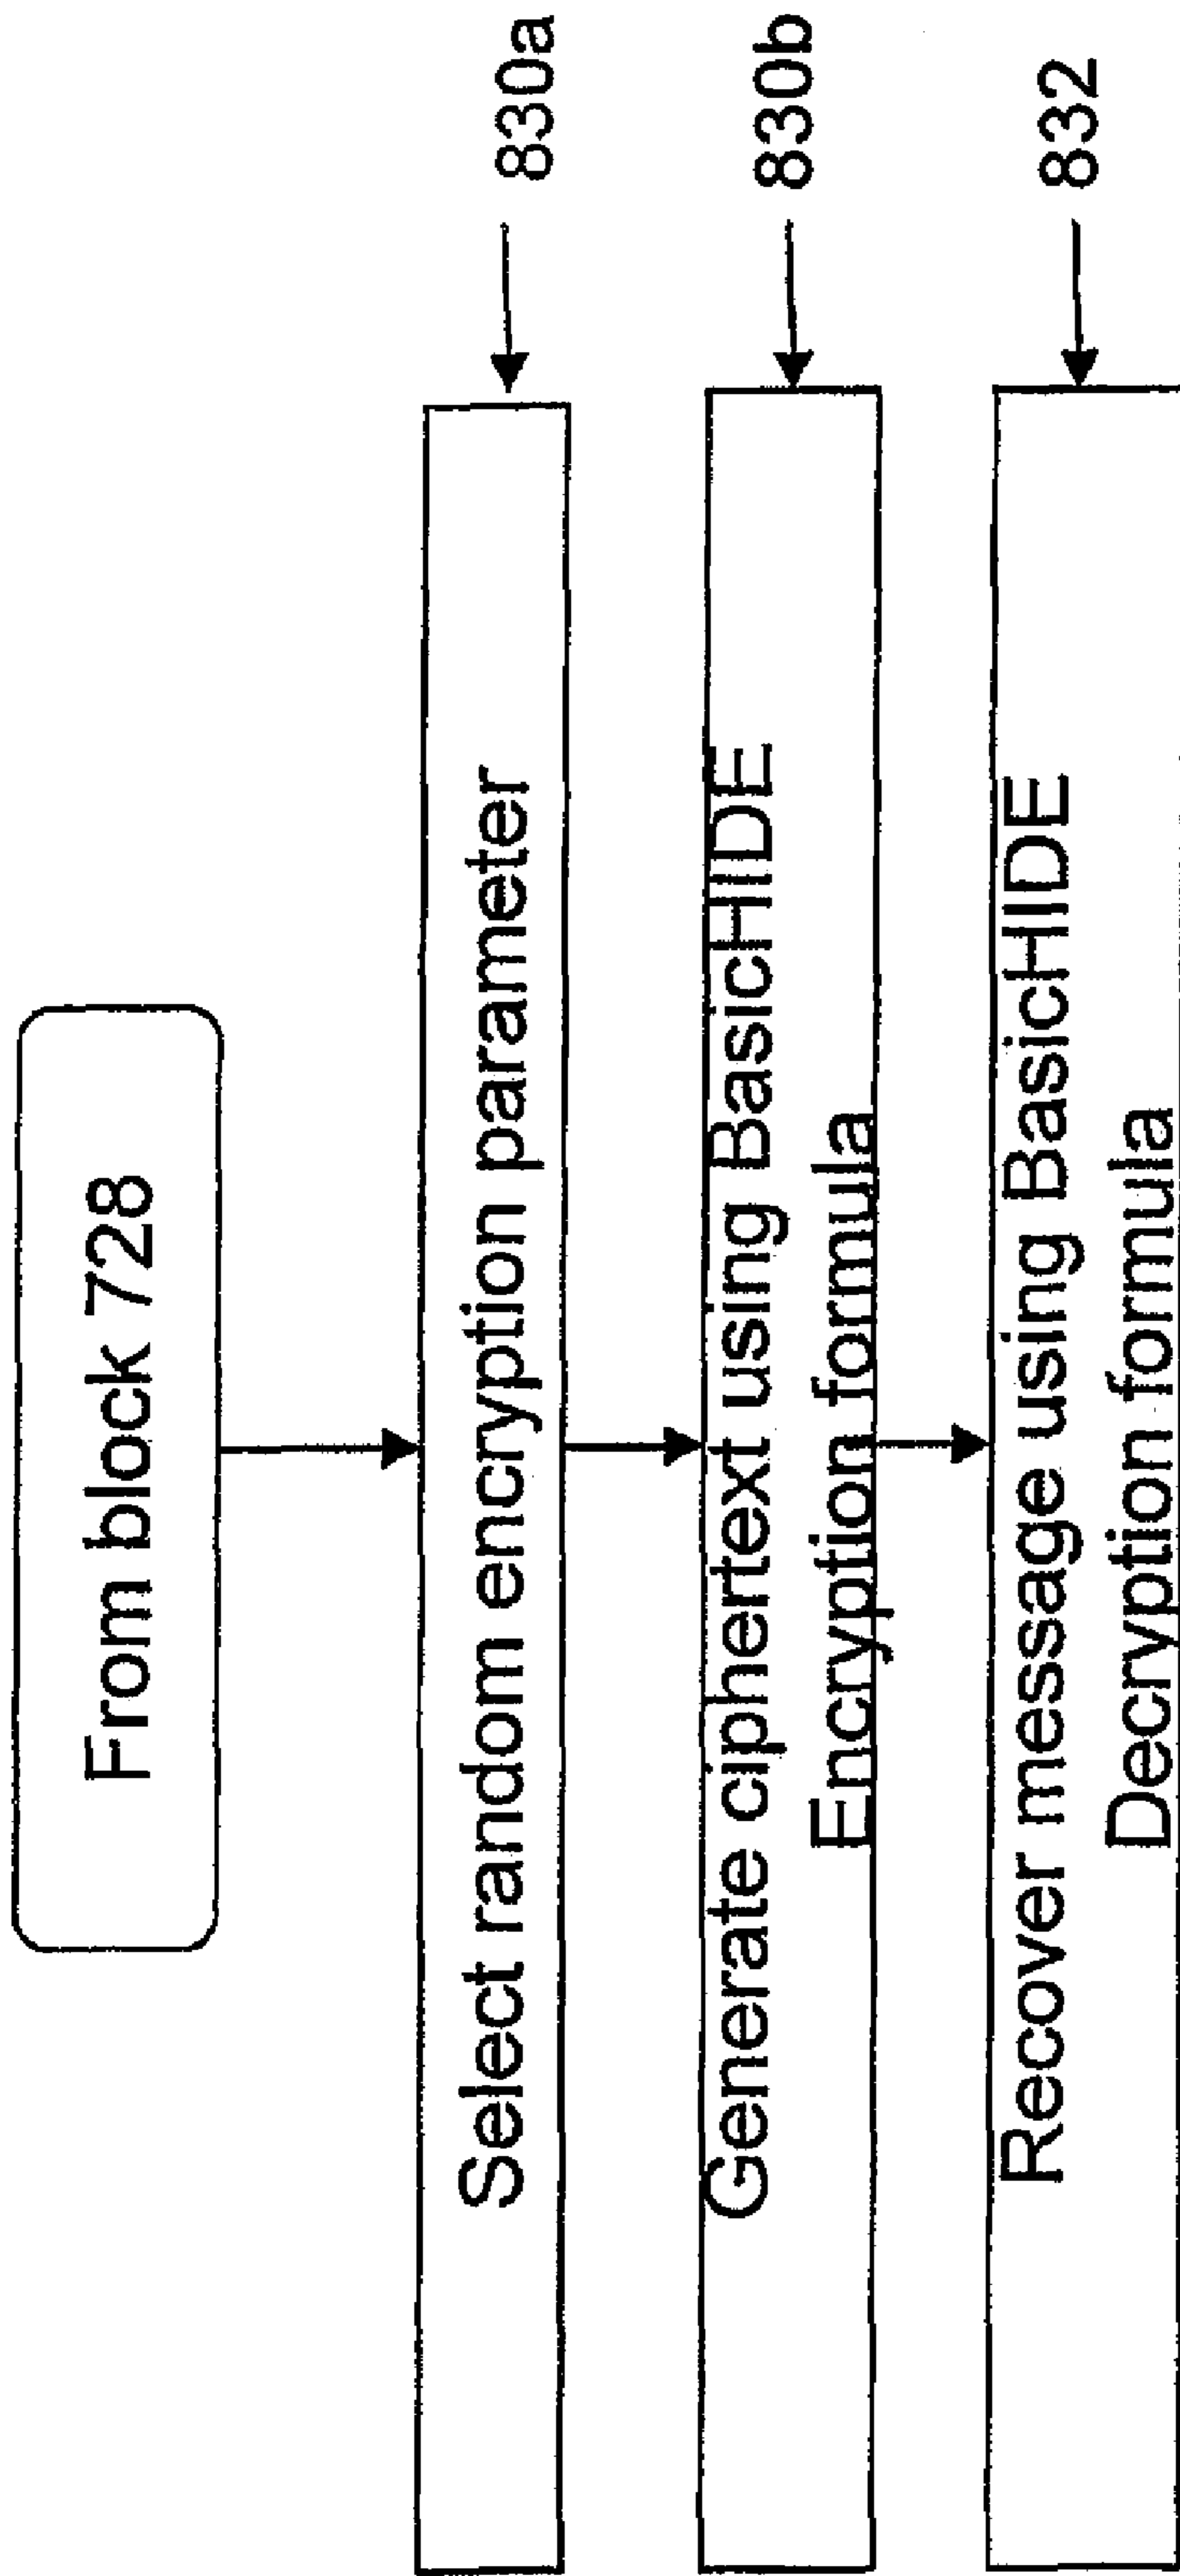 From block 728
Select random encryption parameter
830a
Generate ciphertext using BasicHIDE
Encryption formula
830b
Recover message using BasicHIDE
Decryption formula
832